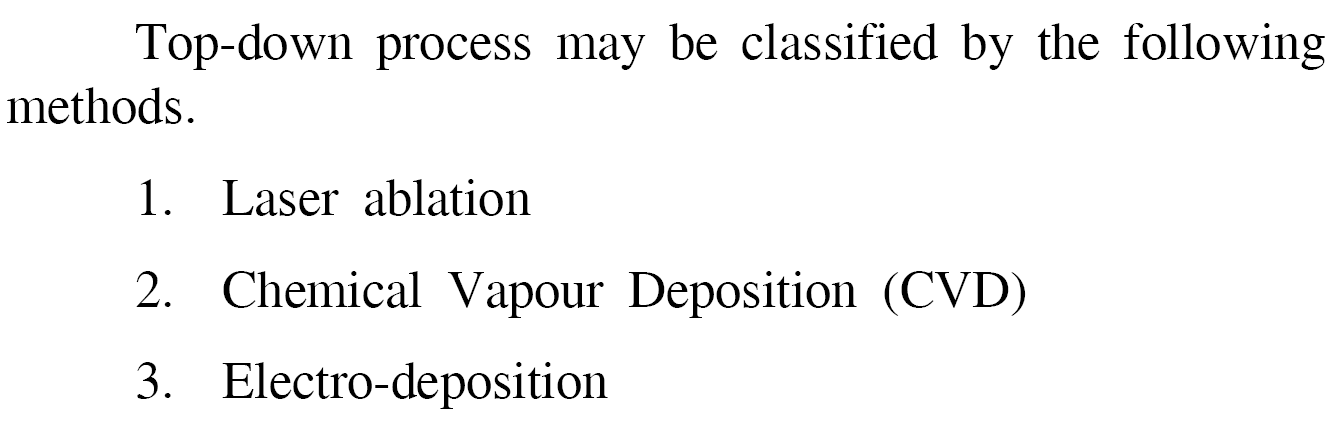 Top-down process may be classified by the following
methods.
1. Laser ablation
2. Chemical Vapour Deposition (CVD)
3. Electro-deposition